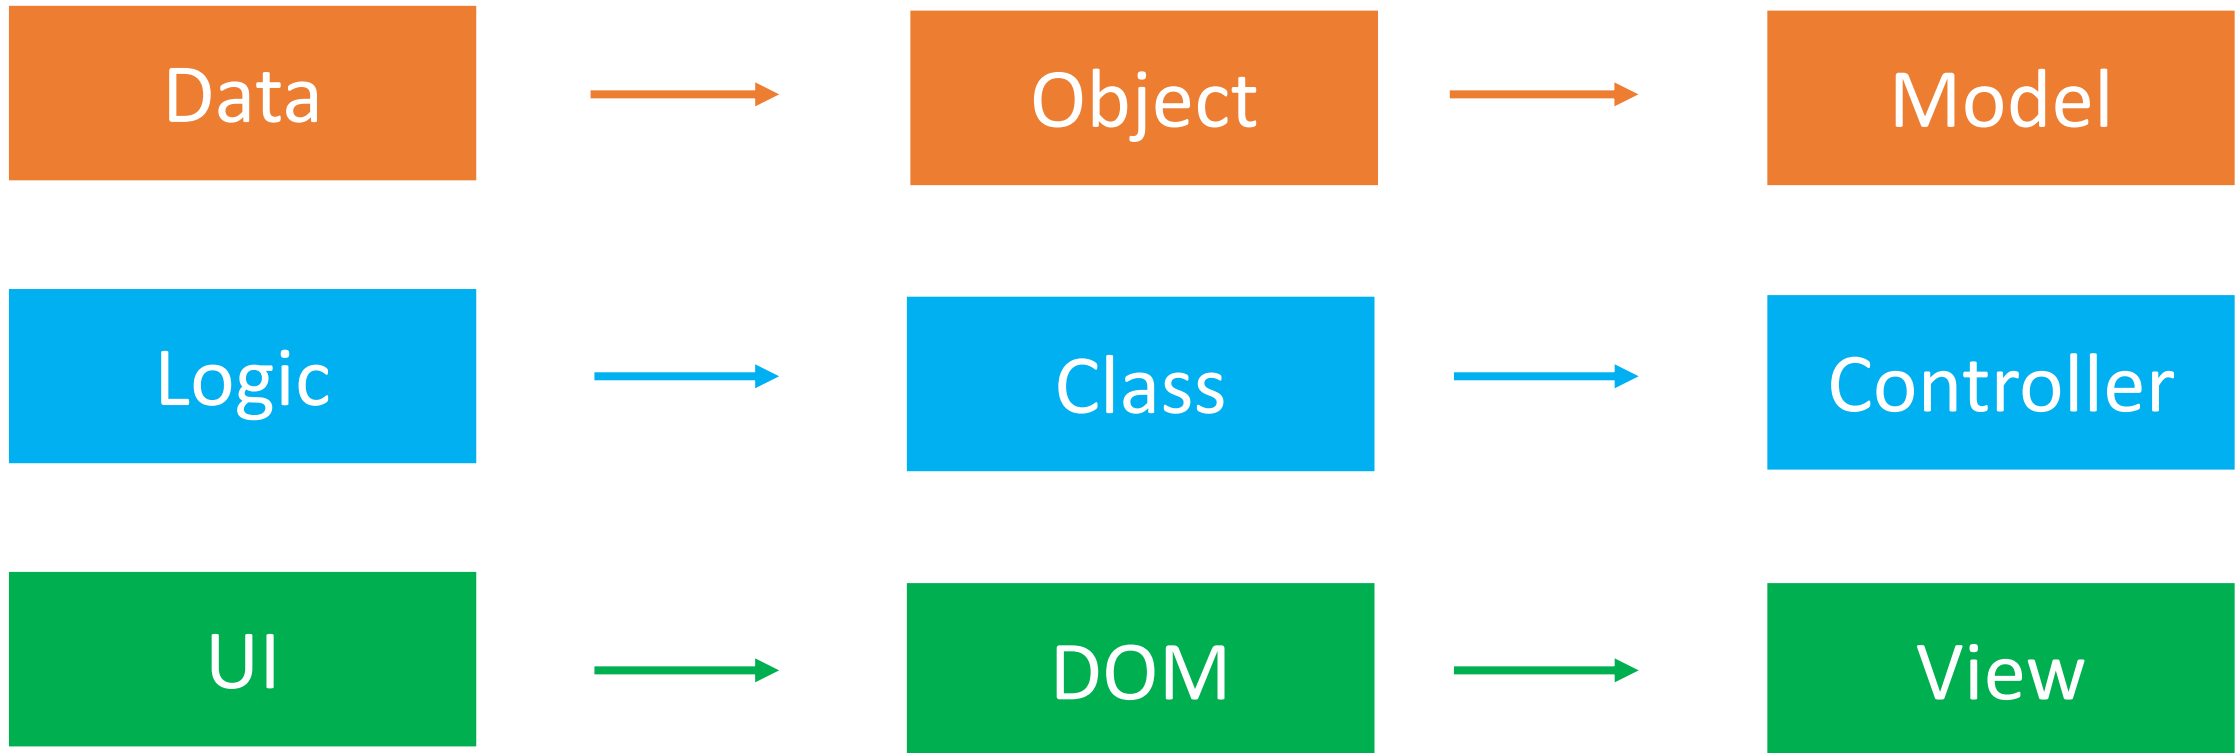 Data
Object
Model
Logic
Class
Controller
UI
DOM
View